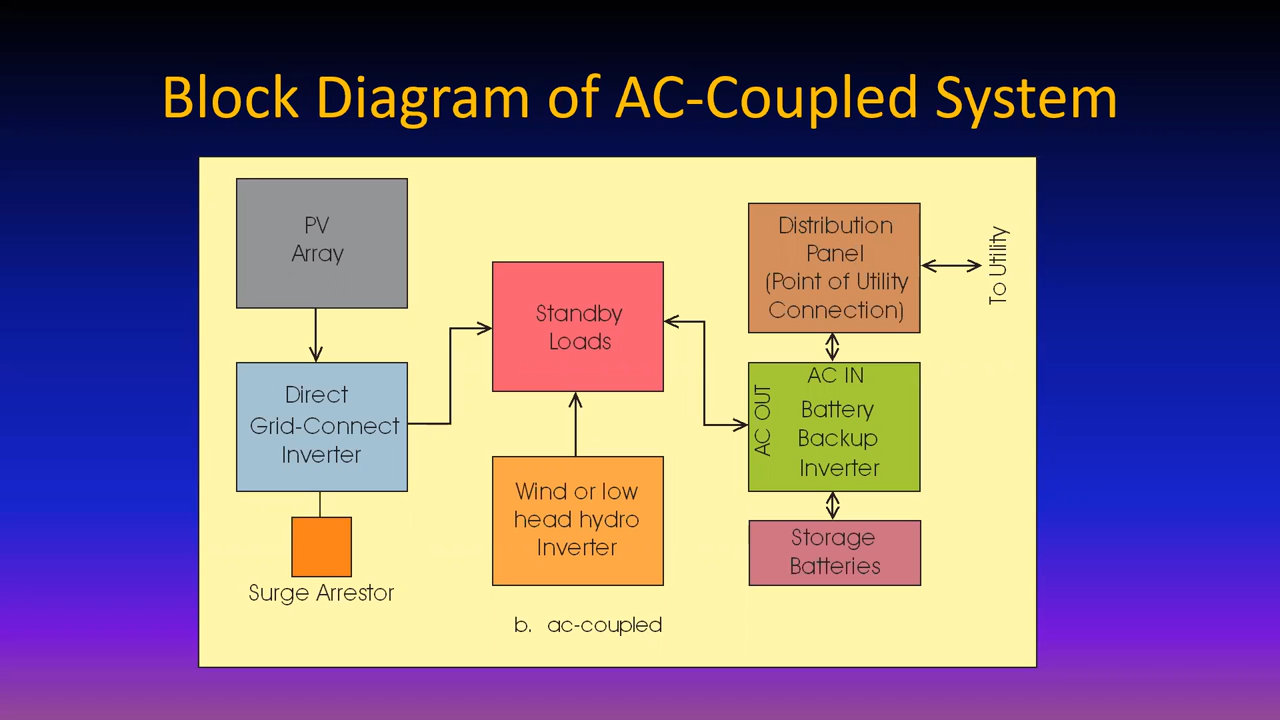 Block Diagram of AC-Coupled System
PV
Array
Direct
Grid-Connect
Inverter
Surge Arrestor
Standby
Loads
Wind or low
head hydro
Inverter
Distribution
Panel
(Point of Utility
Connection)
To Utility
AC IN
AC OUT
Battery
Backup
Inverter
Storage
Batteries
b. ac-coupled